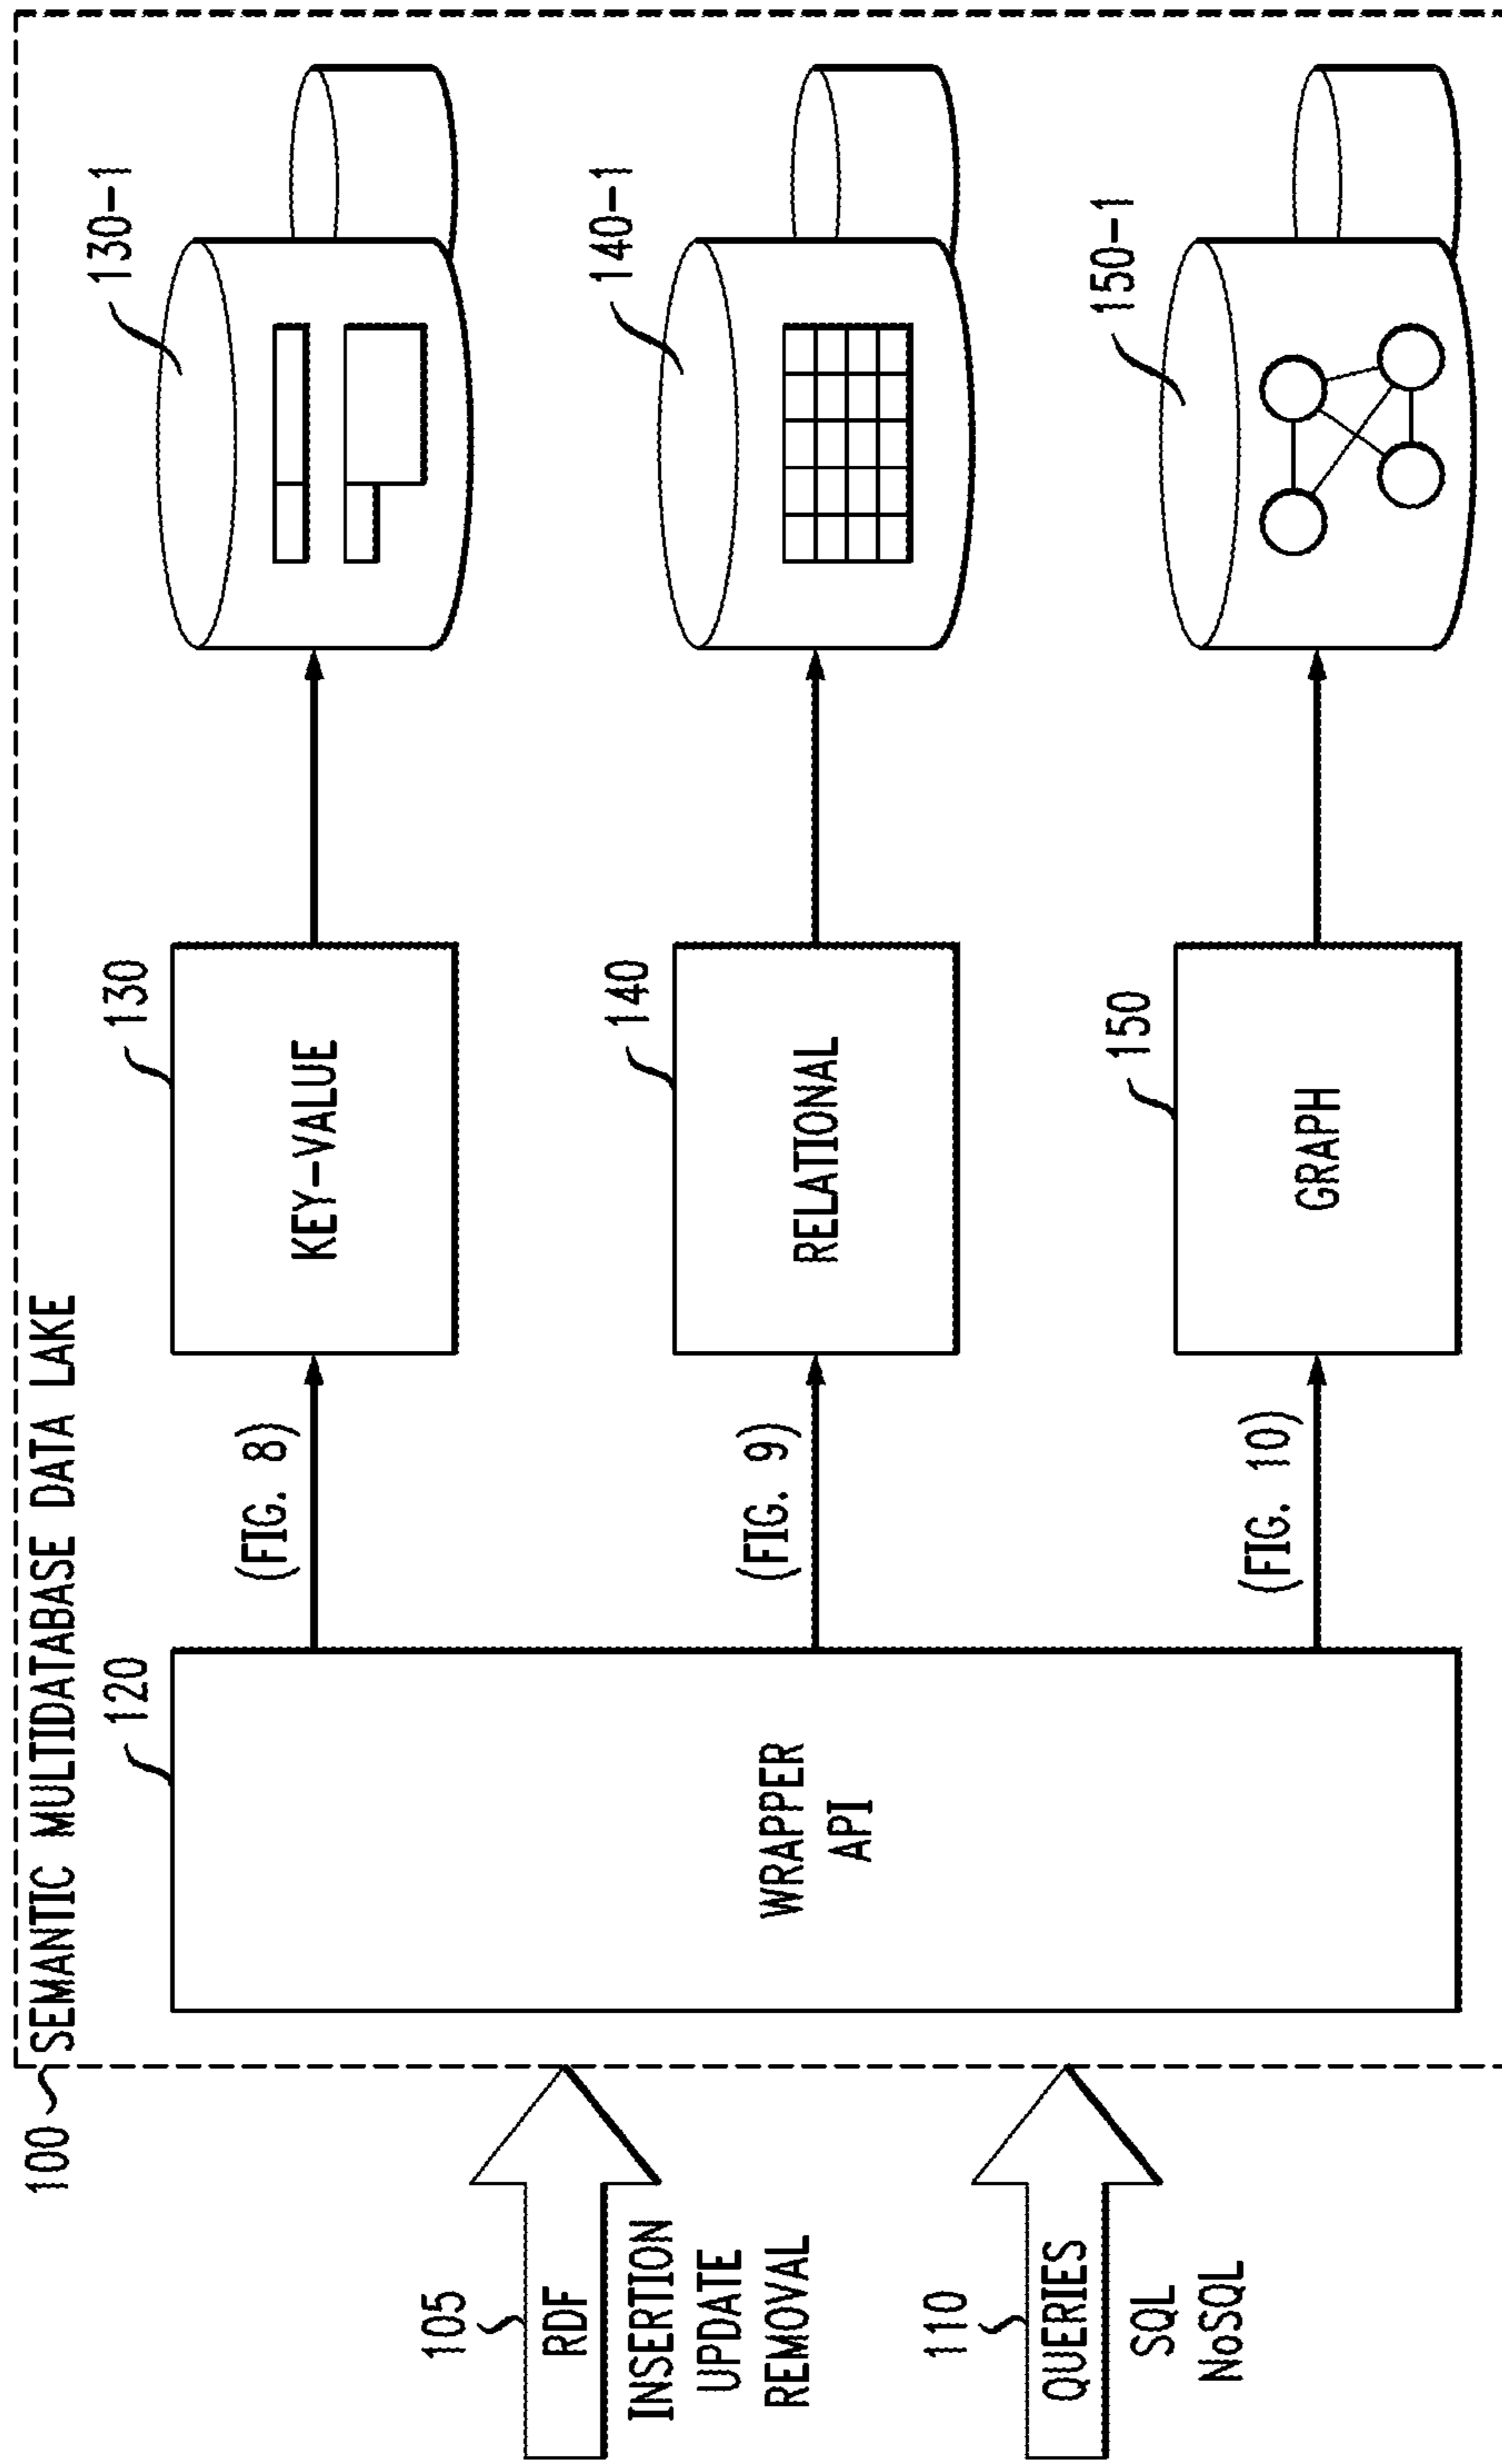 100
SEMANTIC MULTIDATABASE DATA LAKE
105
RDF
INSERTION
UPDATE
REMOVAL
110
QUERIES
SQL
NoSQL
120
WRAPPER
API
(FIG. 8)
130
KEY-VALUE
130-1
(FIG. 9)
140
RELATIONAL
140-1
(FIG. 10)
150
GRAPH
150-1